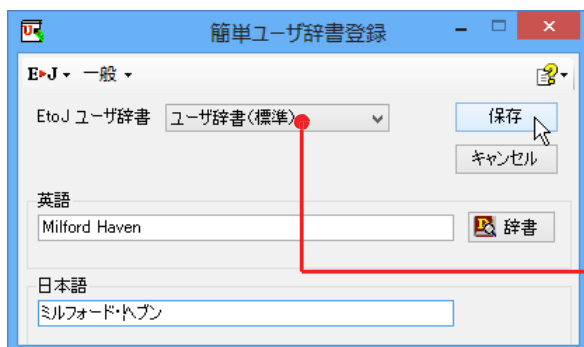 簡単ユーザ辞書登録
E▸J 一般
EtoJ ユーザ辞書 ユーザ辞書(標準) 保存
キャンセル
英語
Milford Haven 辞書
日本語
ミルフォード・ヘブン